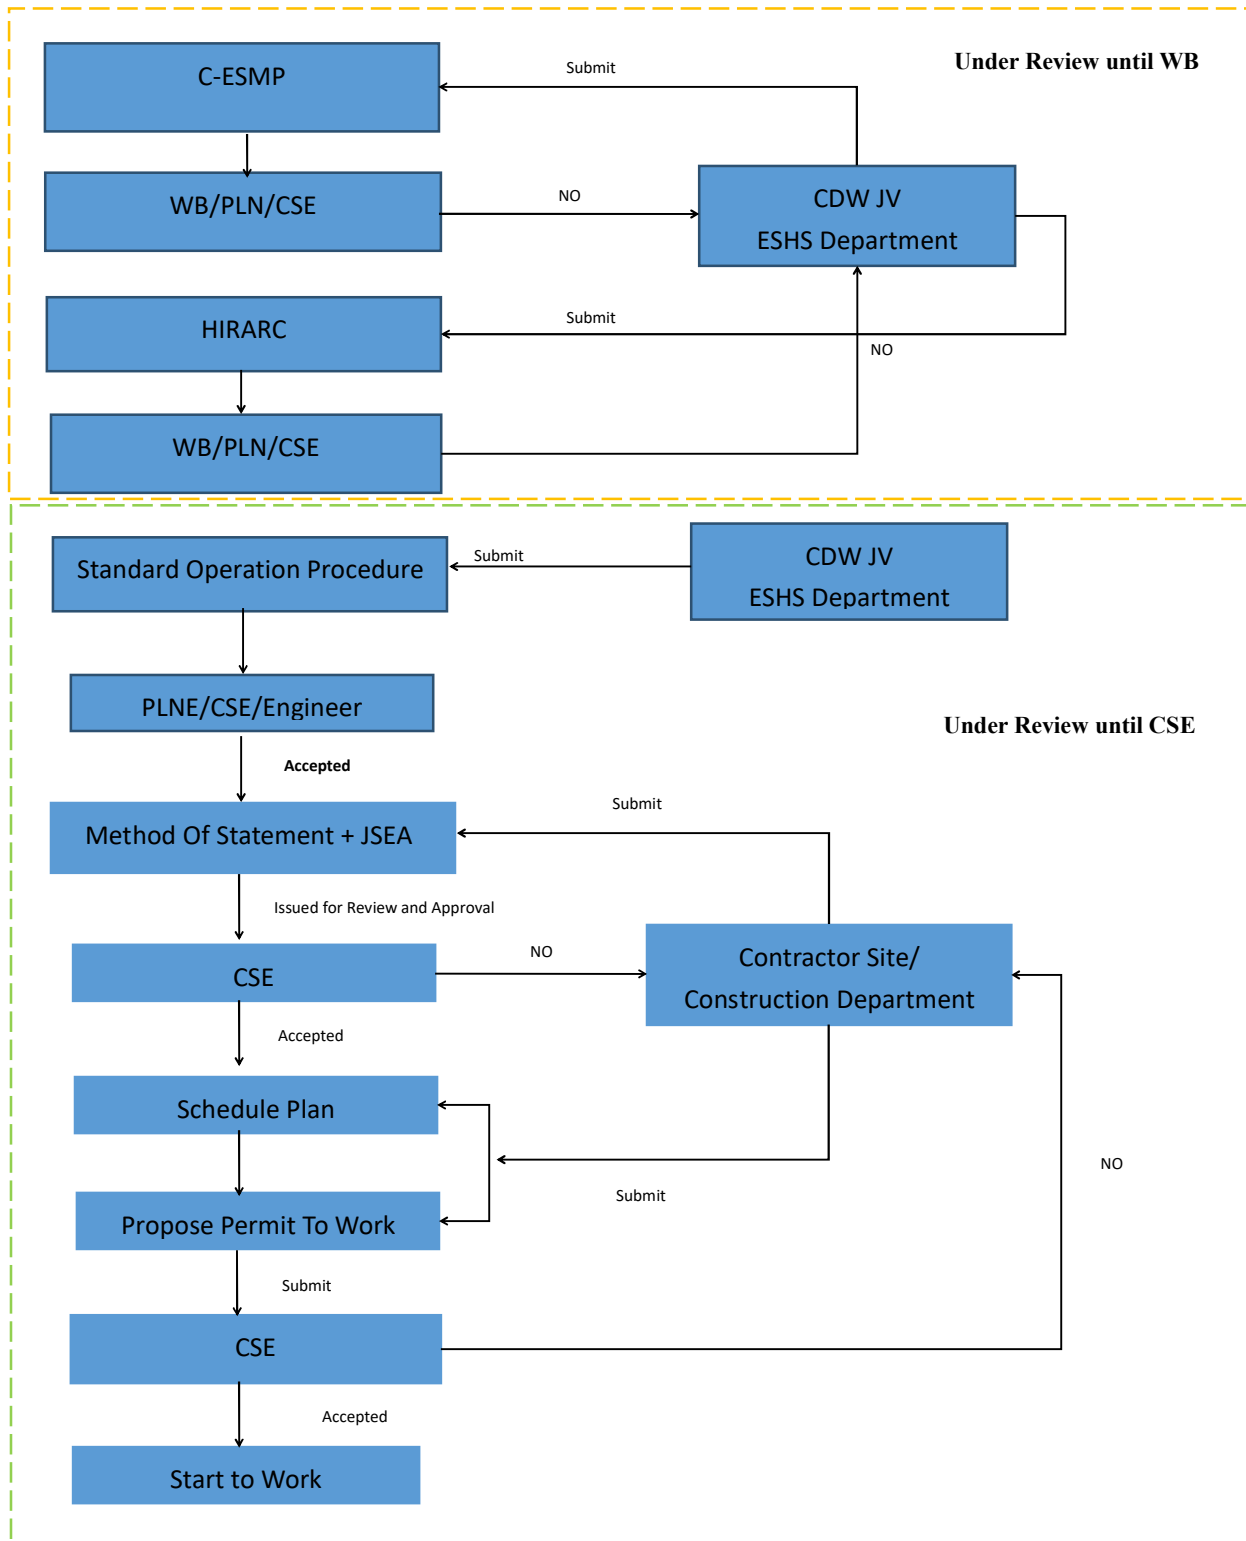 Under Review until WB
C-ESMP
Submit
WB/PLN/CSE
NO
CDW JV
ESHS Department
HIRARC
Submit
NO
WB/PLN/CSE
Standard Operation Procedure
Submit
CDW JV
ESHS Department
PLNE/CSE/Engineer
Under Review until CSE
Accepted
Method Of Statement + JSEA
Submit
Issued for Review and Approval
CSE
NO
Contractor Site/
Construction Department
Accepted
Schedule Plan
NO
Submit
Propose Permit To Work
Submit
CSE
Accepted
Start to Work